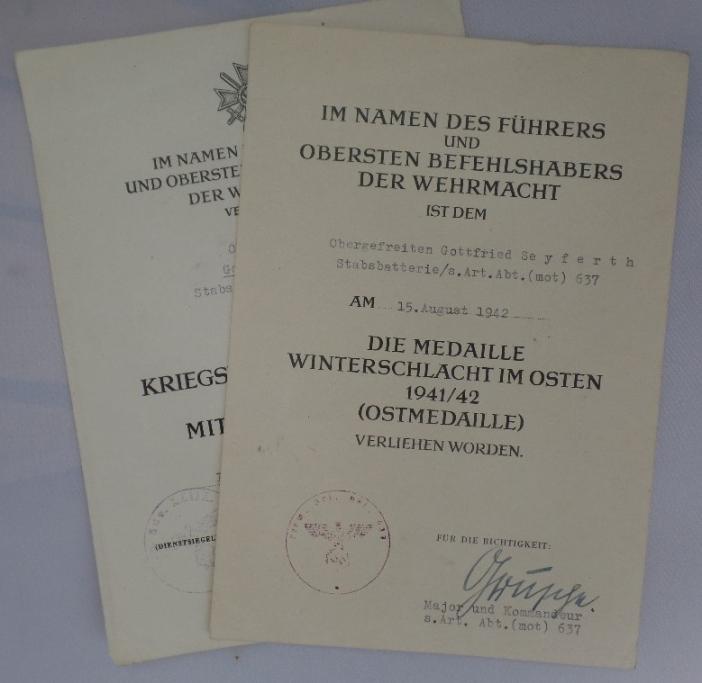 IM NAMEN
UND OBERSTE
DER W
VE
O
G
Stabs
KRIEGS
MIT
(DIENSTSIEGEL
IM NAMEN DES FÜHRERS
UND
OBERSTEN BEFEHLSHABERS
DER WEHRMACHT
IST DEM
Obergefreiten Gottfried S e y f e r t h
Stabsbatterie/s.Art.Abt.(mot) 637
AM 15.August 1942
DIE MEDAILLE
WINTERSCHLACHT IM OSTEN
1941/42
(OSTMEDAILLE)
VERLIEHEN WORDEN.
FÜR DIE RICHTIGKEIT:
Major und Kommandeur
s.Art. Abt.(mot) 637